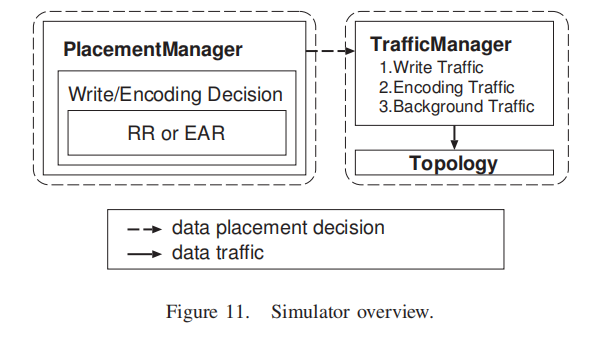 PlacementManager
Write/Encoding Decision
RR or EAR
TrafficManager
1.Write Traffic
2.Encoding Traffic
3.Background Traffic
Topology
data placement decision
data traffic
Figure 11. Simulator overview.